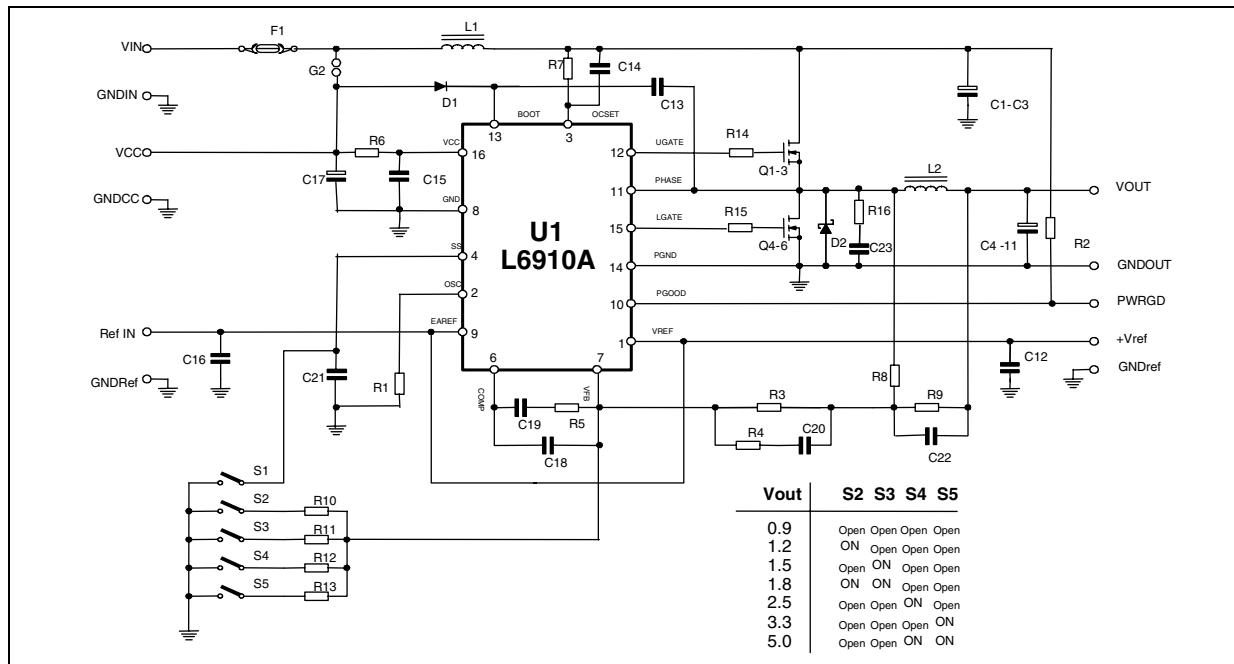 F1
L1
VIN
G2
R7
C14
D1
C13
C1-C3
GNDIN
BOOT
OCSET
13
3
VCC
R6
VCC
16
12
UGATE
R14
Q1-3
C17
C15
L2
11
PHASE
VOUT
GNDCC
GND
8
15
LGATE
R15
R16
Q4-6
D2
C23
C4 -11
R2
U1
L6910A
SS
4
14
PGND
GNDOUT
OSC
2
10
PGOOD
PWRGD
Ref IN
EAREF
9
1
VREF
+Vref
C16
C12
GNDRef
C21
R1
6
7
COMP
VFB
R8
GNDref
C19
R5
R3
R9
R4
C20
C18
C22
S1
S2
R10
S3
R11
S4
R12
S5
R13
Vout S2 S3 S4 S5
0.9 Open Open Open Open
1.2 ON Open Open Open
1.5 Open ON Open Open
1.8 ON ON Open Open
2.5 Open Open ON Open
3.3 Open Open Open ON
5.0 Open Open ON ON